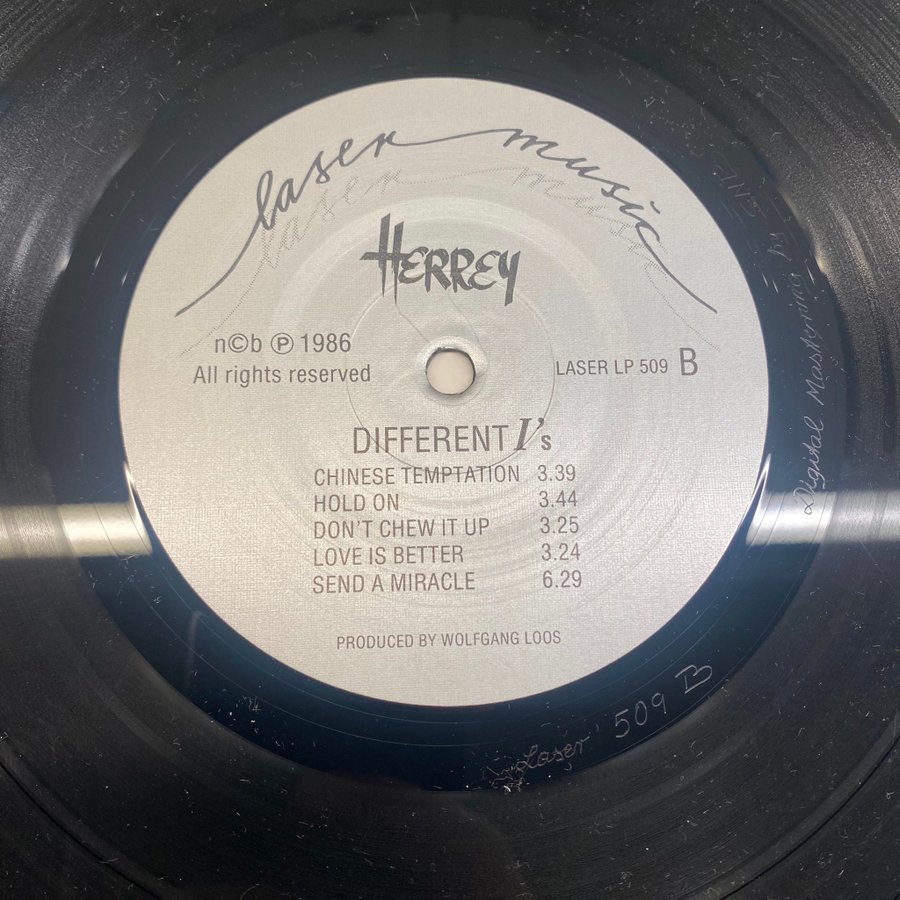 laser music
laser music
HERREY
n©b ℗ 1986
All rights reserved
LASER LP 509 B
DIFFERENT I's
CHINESE TEMPTATION 3.39
HOLD ON 3.44
DON'T CHEW IT UP 3.25
LOVE IS BETTER 3.24
SEND A MIRACLE 6.29
PRODUCED BY WOLFGANG LOOS
Laser 509 B
Digital Mastering by